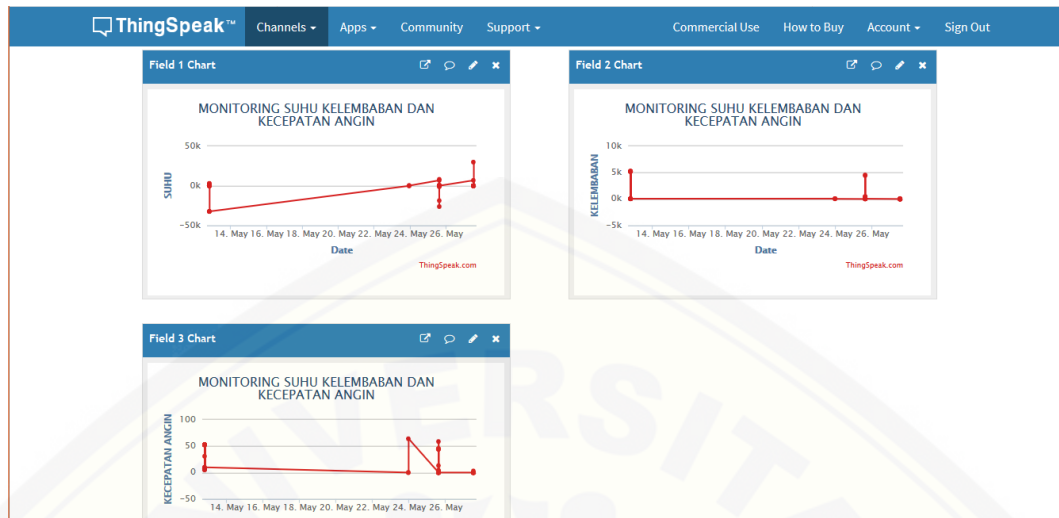 ThingSpeak™ Channels Apps Community Support Commercial Use How to Buy Account Sign Out
Field 1 Chart
MONITORING SUHU KELEMBABAN DAN
KECEPATAN ANGIN
SUHU
50k
0k
-50k
14. May 16. May 18. May 20. May 22. May 24. May 26. May
Date
ThingSpeak.com
Field 2 Chart
MONITORING SUHU KELEMBABAN DAN
KECEPATAN ANGIN
KELEMBABAN
10k
5k
0k
-5k
14. May 16. May 18. May 20. May 22. May 24. May 26. May
Date
ThingSpeak.com
Field 3 Chart
MONITORING SUHU KELEMBABAN DAN
KECEPATAN ANGIN
KECEPATAN ANGIN
100
50
0
-50
14. May 16. May 18. May 20. May 22. May 24. May 26. May
VERSITA